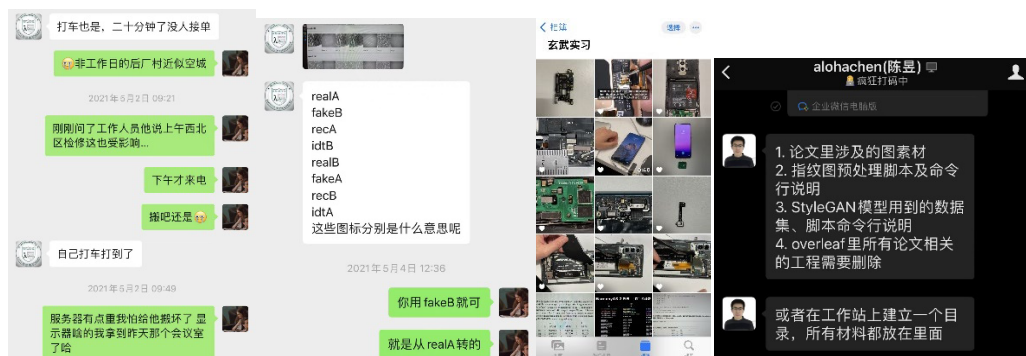 打车也是，二十分钟了没人接单
非工作日的后厂村近似空城
2021年5月2日 09:21
刚刚问了工作人员他说上午西北
区检修这也受影响...
下午才来电
搬吧还是
自己打车打到了
2021年5月2日 09:49
服务器有点重我怕给他搬坏了 显
示器啥的我拿到昨天那个会议室
了哈
realA
fakeB
recA
idtB
realB
fakeA
recB
idtA
这些图标分别是什么意思呢
2021年5月4日 12:36
你用fakeB就可
就是从realA转的
选择
玄武实习
alohachen(陈昱)
疯狂打码中
企业微信电脑版
1. 论文里涉及的图素材
2. 指纹图预处理脚本及命令
行说明
3. StyleGAN模型用到的数据
集、脚本命令行说明
4. overleaf里所有论文相关
的工程需要删除
或者在工作站上建立一个目
录，所有材料都放在里面